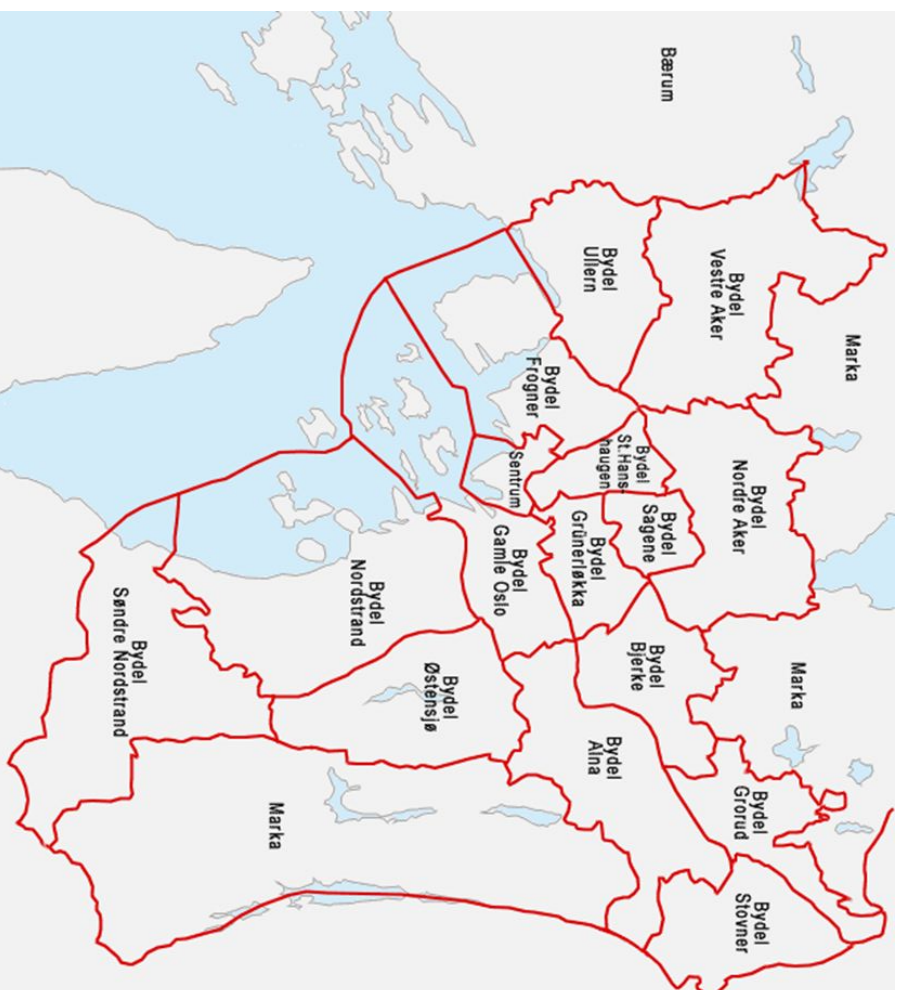 Bærum
Marka
Bydel
Vestre Aker
Bydel
Ullern
Bydel
Frogner
Bydel
St.Hans-
haugen
Sentrum
Bydel
Nordre Aker
Bydel
Sagene
Bydel
Grünerløkka
Bydel
Gamle Oslo
Bydel
Nordstrand
Bydel
Søndre Nordstrand
Bydel
Østensjø
Bydel
Bjerke
Marka
Bydel
Alna
Bydel
Grorud
Bydel
Stovner
Marka